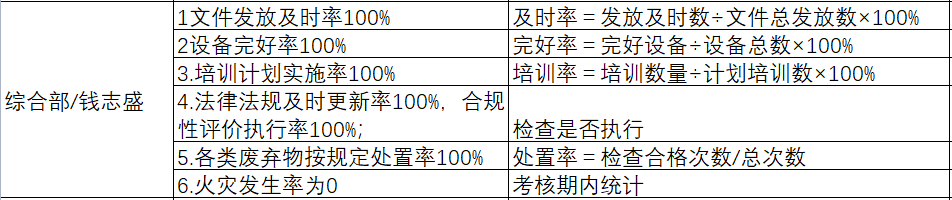 综合部/钱志盛
1文件发放及时率100%
及时率＝发放及时数÷文件总发放数×100%
2设备完好率100%
完好率＝完好设备÷设备总数×100%
3.培训计划实施率100%
培训率＝培训数量÷计划培训数×100%
4.法律法规及时更新率100%，合规
性评价执行率100%;
检查是否执行
5.各类废弃物按规定处置率100%
处置率＝检查合格次数/总次数
6.火灾发生率为0
考核期内统计